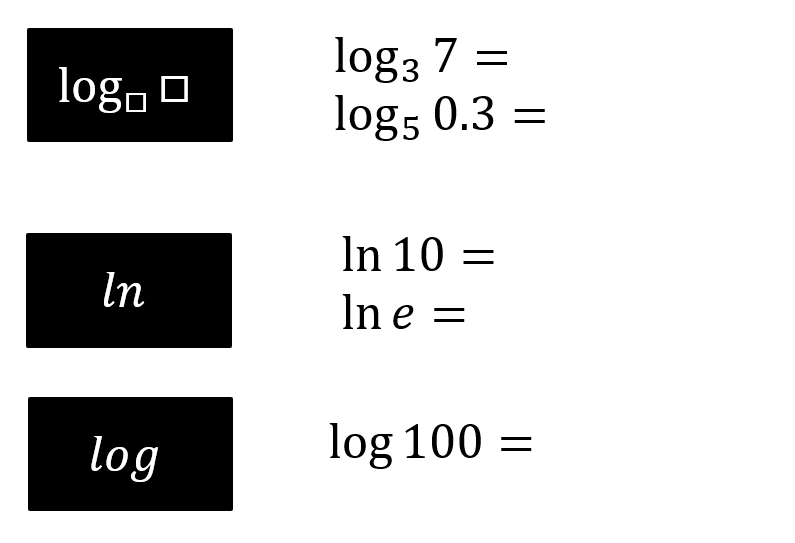 log□ □
log₃ 7 =
log₅ 0.3 =
ln
ln 10 =
ln e =
log
log 100 =